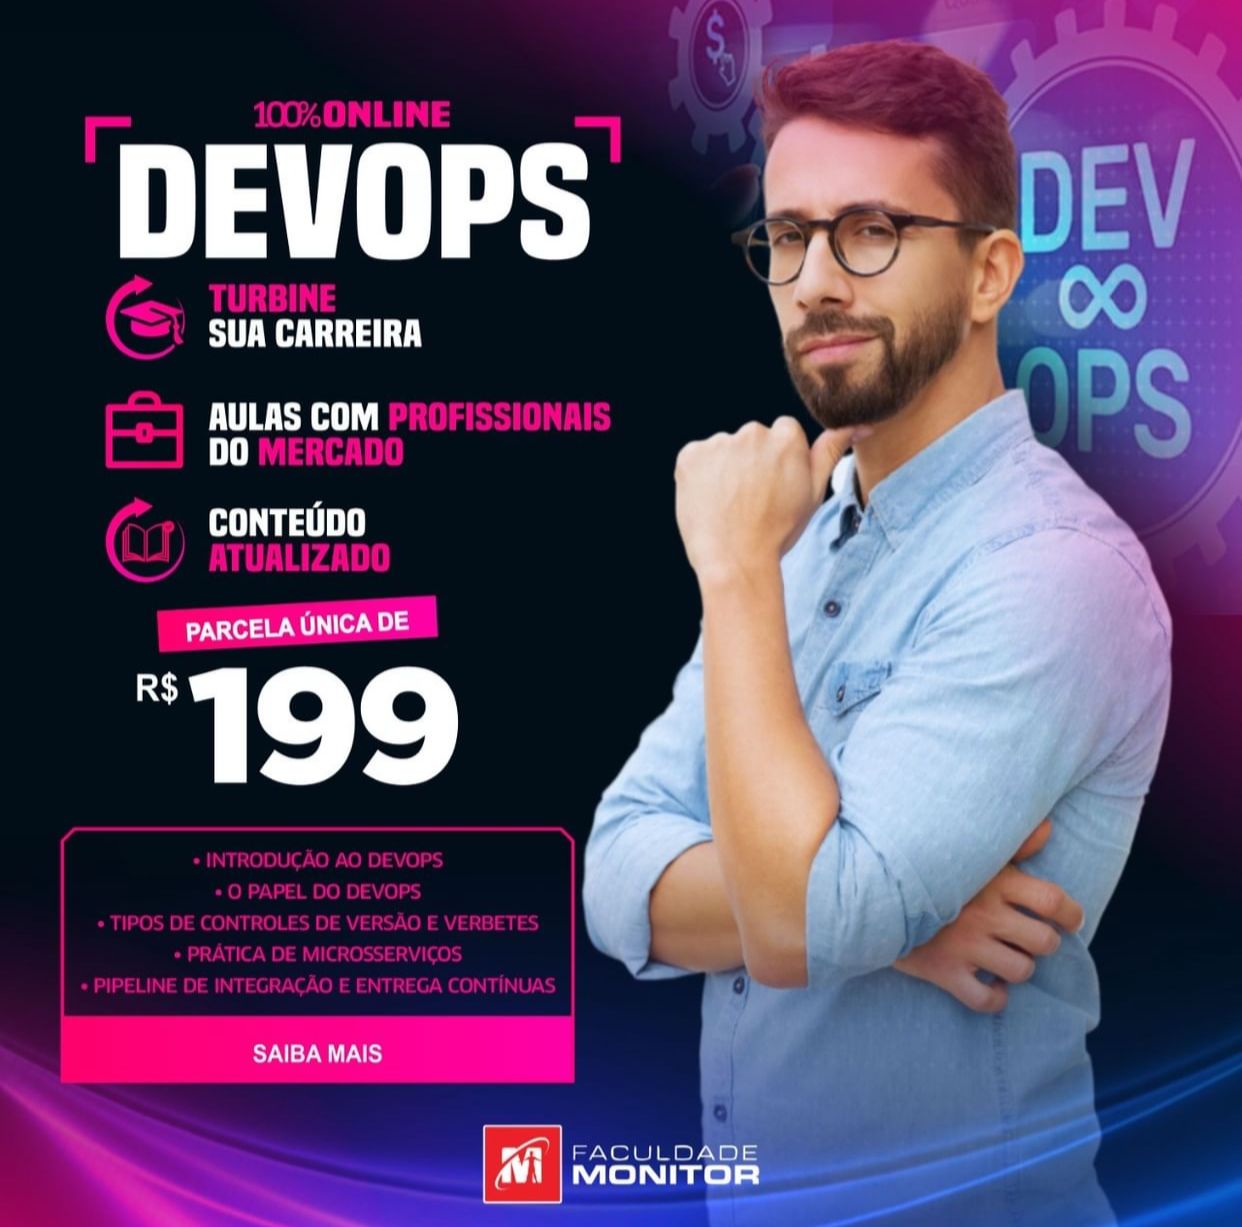 100% ONLINE
DEVOPS
TURBINE
SUA CARREIRA
AULAS COM PROFISSIONAIS
DO MERCADO
CONTEÚDO
ATUALIZADO
PARCELA ÚNICA DE
R$ 199
• INTRODUÇÃO AO DEVOPS
• O PAPEL DO DEVOPS
• TIPOS DE CONTROLES DE VERSÃO E VERBETES
• PRÁTICA DE MICROSSERVIÇOS
• PIPELINE DE INTEGRAÇÃO E ENTREGA CONTÍNUAS
SAIBA MAIS
$
DEV
OPS
M FACULDADE
MONITOR